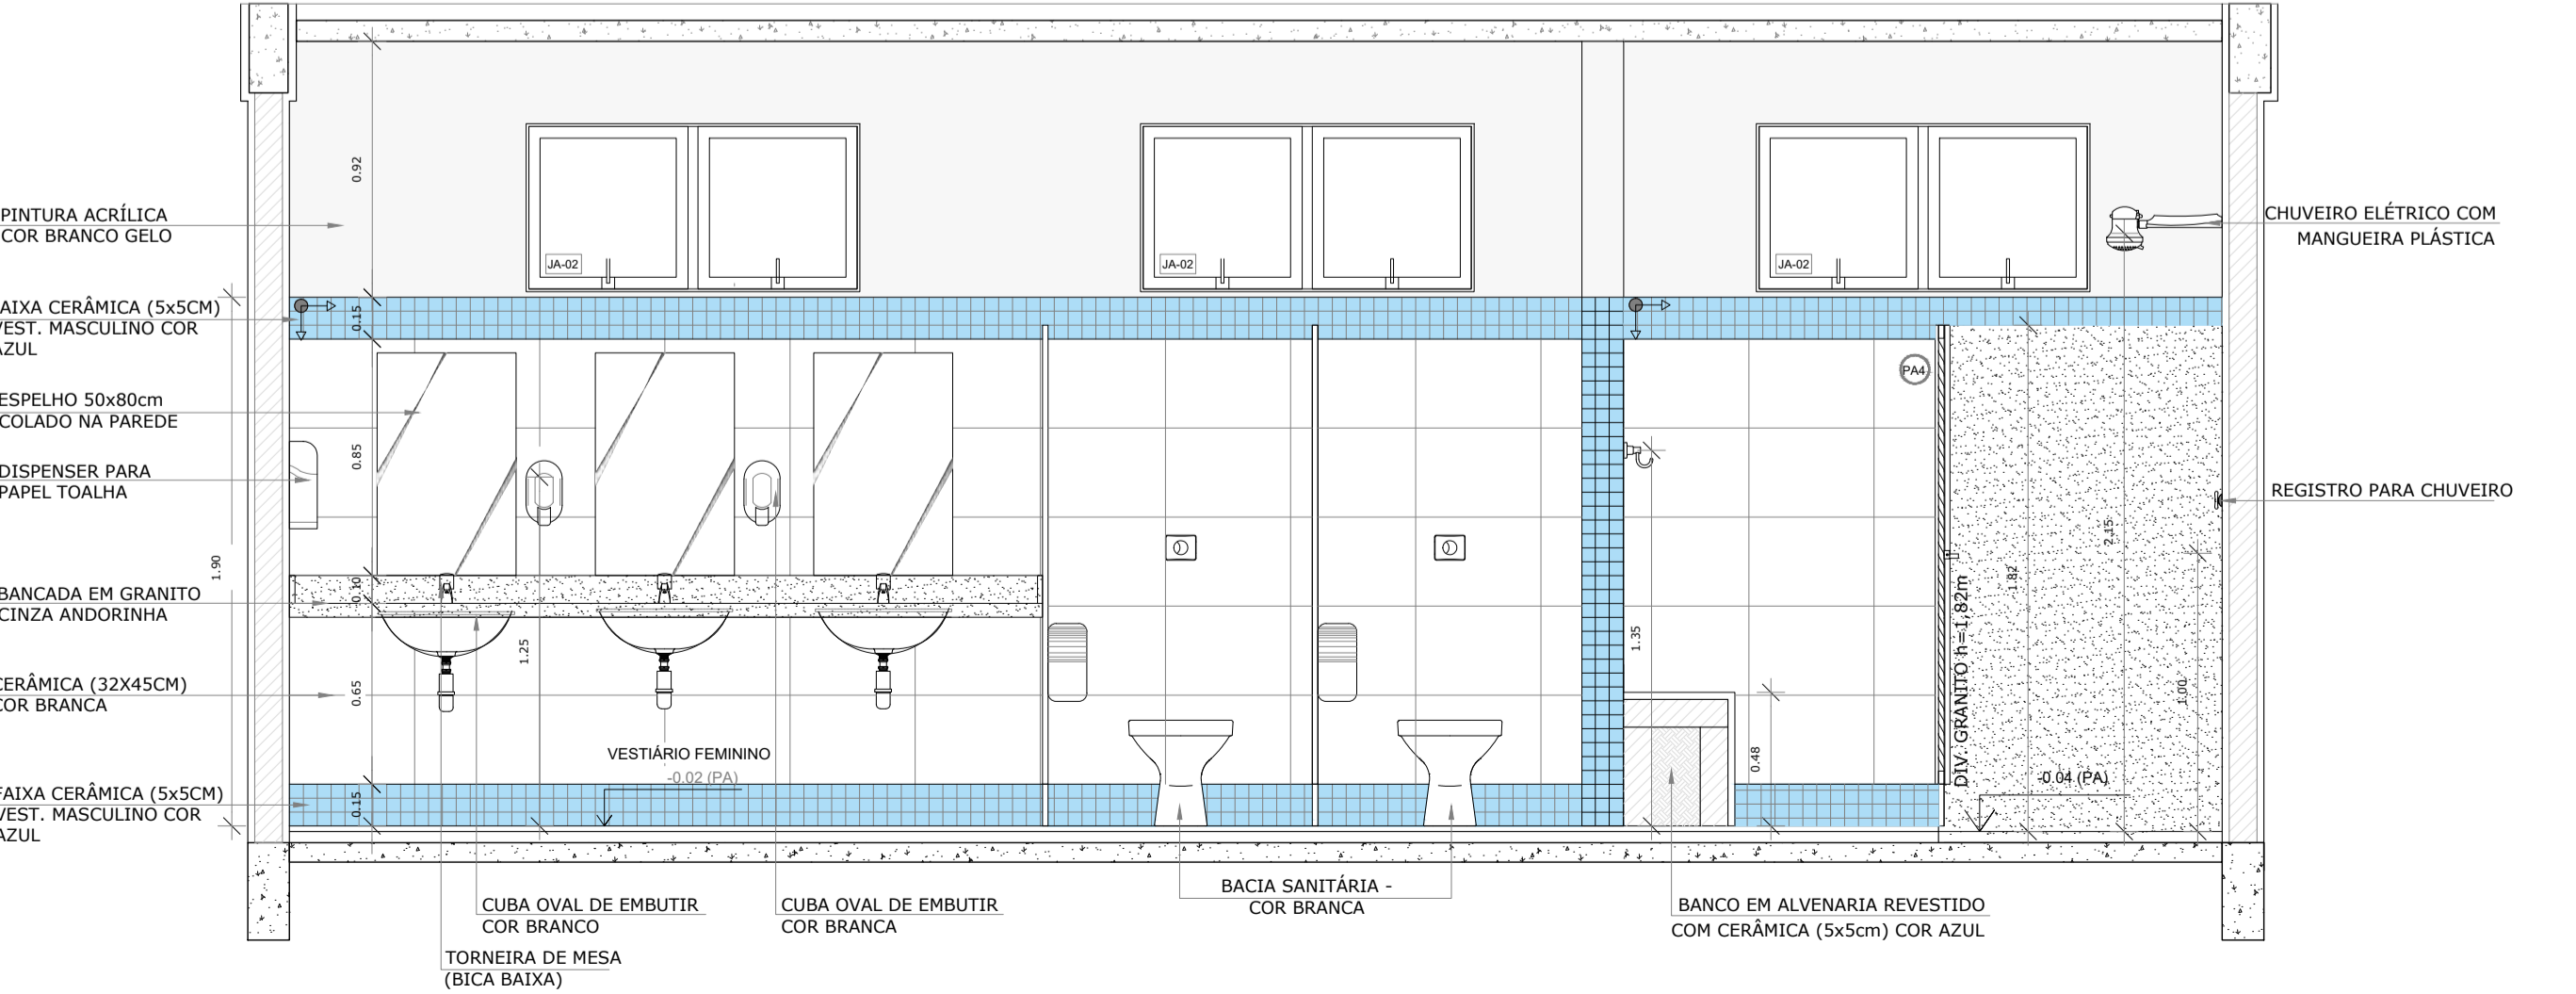 0.92
PINTURA ACRÍLICA
COR BRANCO GELO
JA-02
JA-02
JA-02
CHUVEIRO ELÉTRICO COM
MANGUEIRA PLÁSTICA
AIXA CERÂMICA (5x5CM)
VEST. MASCULINO COR
AZUL
0.15
PA4
ESPELHO 50x80cm
COLADO NA PAREDE
0.85
DISPENSER PARA
PAPEL TOALHA
REGISTRO PARA CHUVEIRO
1.90
2.15
1.82
BANCADA EM GRANITO
CINZA ANDORINHA
0.10
1.25
1.35
DIV. GRANITO h=1,82m
1.00
CERÂMICA (32X45CM)
COR BRANCA
0.65
VESTIÁRIO FEMININO
-0.02 (PA)
0.48
-0.04 (PA)
FAIXA CERÂMICA (5x5CM)
VEST. MASCULINO COR
AZUL
0.15
CUBA OVAL DE EMBUTIR
COR BRANCO
CUBA OVAL DE EMBUTIR
COR BRANCA
BACIA SANITÁRIA -
COR BRANCA
BANCO EM ALVENARIA REVESTIDO
COM CERÂMICA (5x5cm) COR AZUL
TORNEIRA DE MESA
(BICA BAIXA)